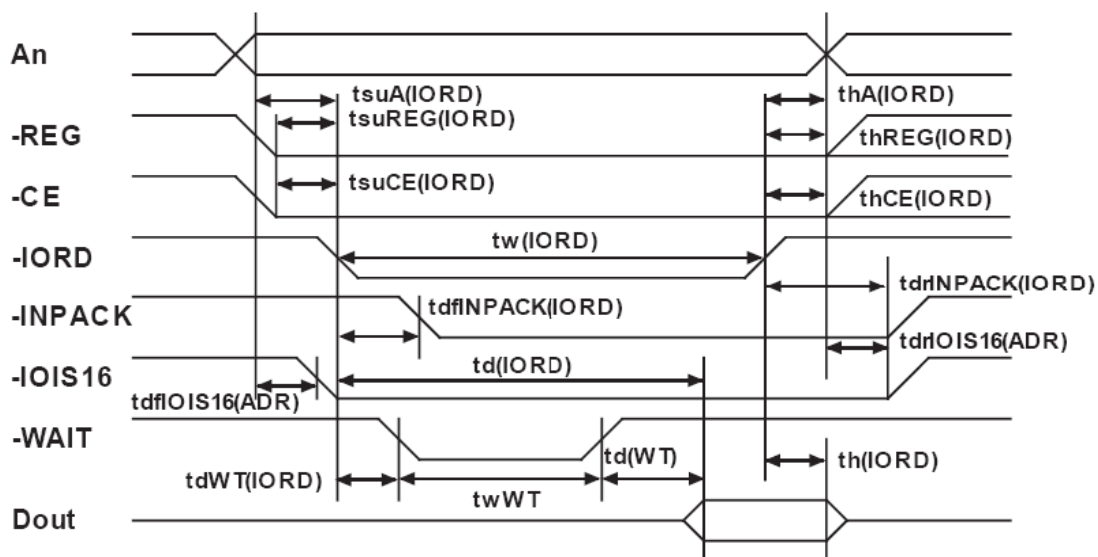 An
tsuA(IORD)
thA(IORD)
tsuREG(IORD)
-REG
thREG(IORD)
tsuCE(IORD)
-CE
thCE(IORD)
tw(IORD)
-IORD
tdrINPACK(IORD)
tdfINPACK(IORD)
-INPACK
tdrIOIS16(ADR)
td(IORD)
-IOIS16
tdfIOIS16(ADR)
-WAIT
td(WT)
th(IORD)
tdWT(IORD)
twWT
Dout